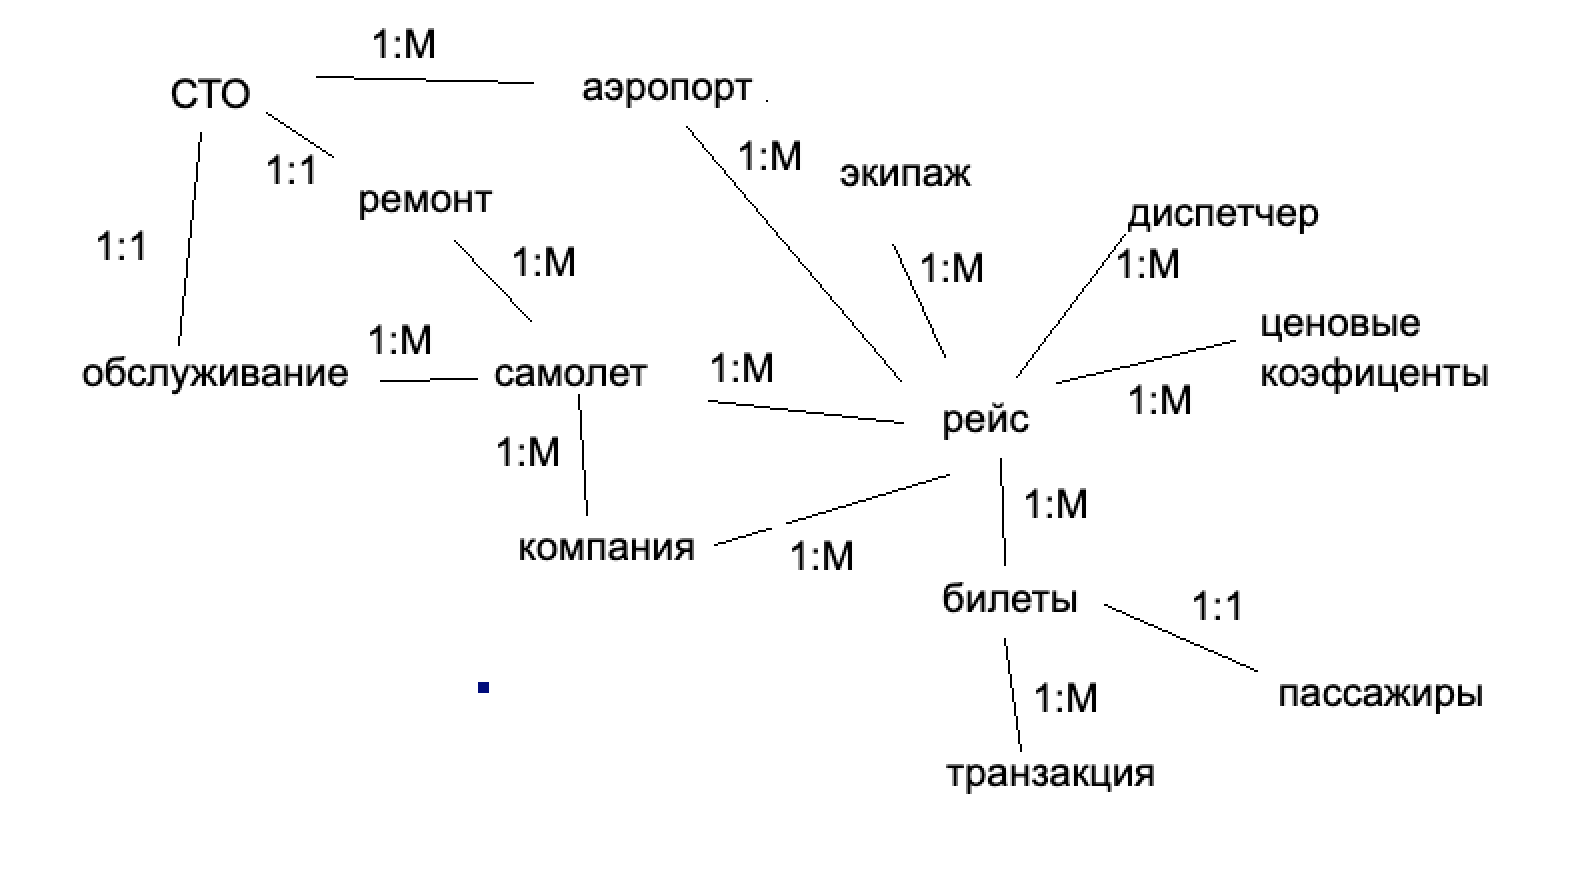 1:М
СТО
аэропорт
1:М
экипаж
1:1
ремонт
диспетчер
1:1
1:М
1:М
1:М
ценовые
коэфиценты
1:М
обслуживание
самолет
1:М
1:М
рейс
1:М
1:М
компания
1:М
билеты
1:1
1:М
пассажиры
транзакция